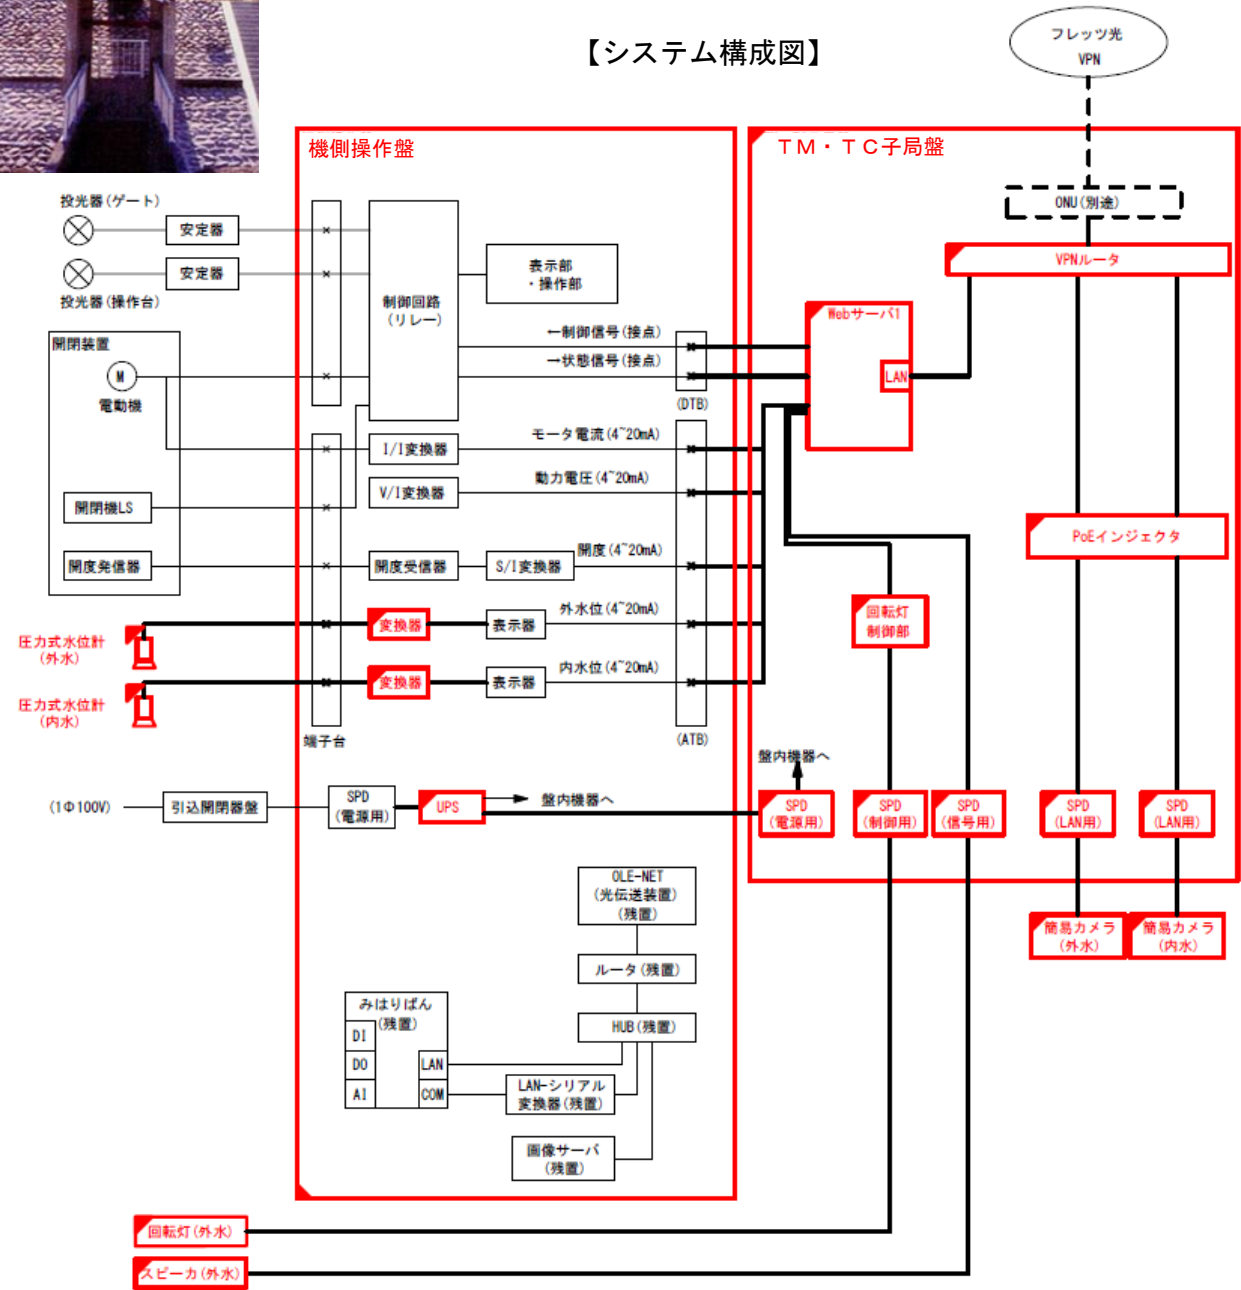 【システム構成図】
フレッツ光
VPN
機側操作盤
TM・TC子局盤
ONU(別途)
VPNルータ
投光器(ゲート)
安定器
安定器
投光器(操作台)
制御回路
(リレー)
表示部
・操作部
←制御信号(接点)
→状態信号(接点)
(DTB)
Webサーバ1
LAN
開閉装置
M
電動機
開閉機LS
開度発信器
I/I変換器
モータ電流(4~20mA)
V/I変換器
動力電圧(4~20mA)
開度受信器
S/I変換器
開度(4~20mA)
PoEインジェクタ
圧力式水位計
(外水)
変換器
表示器
外水位(4~20mA)
回転灯
制御部
圧力式水位計
(内水)
変換器
表示器
内水位(4~20mA)
端子台
(ATB)
盤内機器へ
(1Φ100V)
引込開閉器盤
SPD
(電源用)
UPS
盤内機器へ
SPD
(電源用)
SPD
(制御用)
SPD
(信号用)
SPD
(LAN用)
SPD
(LAN用)
OLE-NET
(光伝送装置)
(残置)
簡易カメラ
(外水)
簡易カメラ
(内水)
ルータ(残置)
みはりばん
(残置)
DI
DO
AI
LAN
COM
HUB(残置)
LAN-シリアル
変換器(残置)
画像サーバ
(残置)
回転灯(外水)
スピーカ(外水)